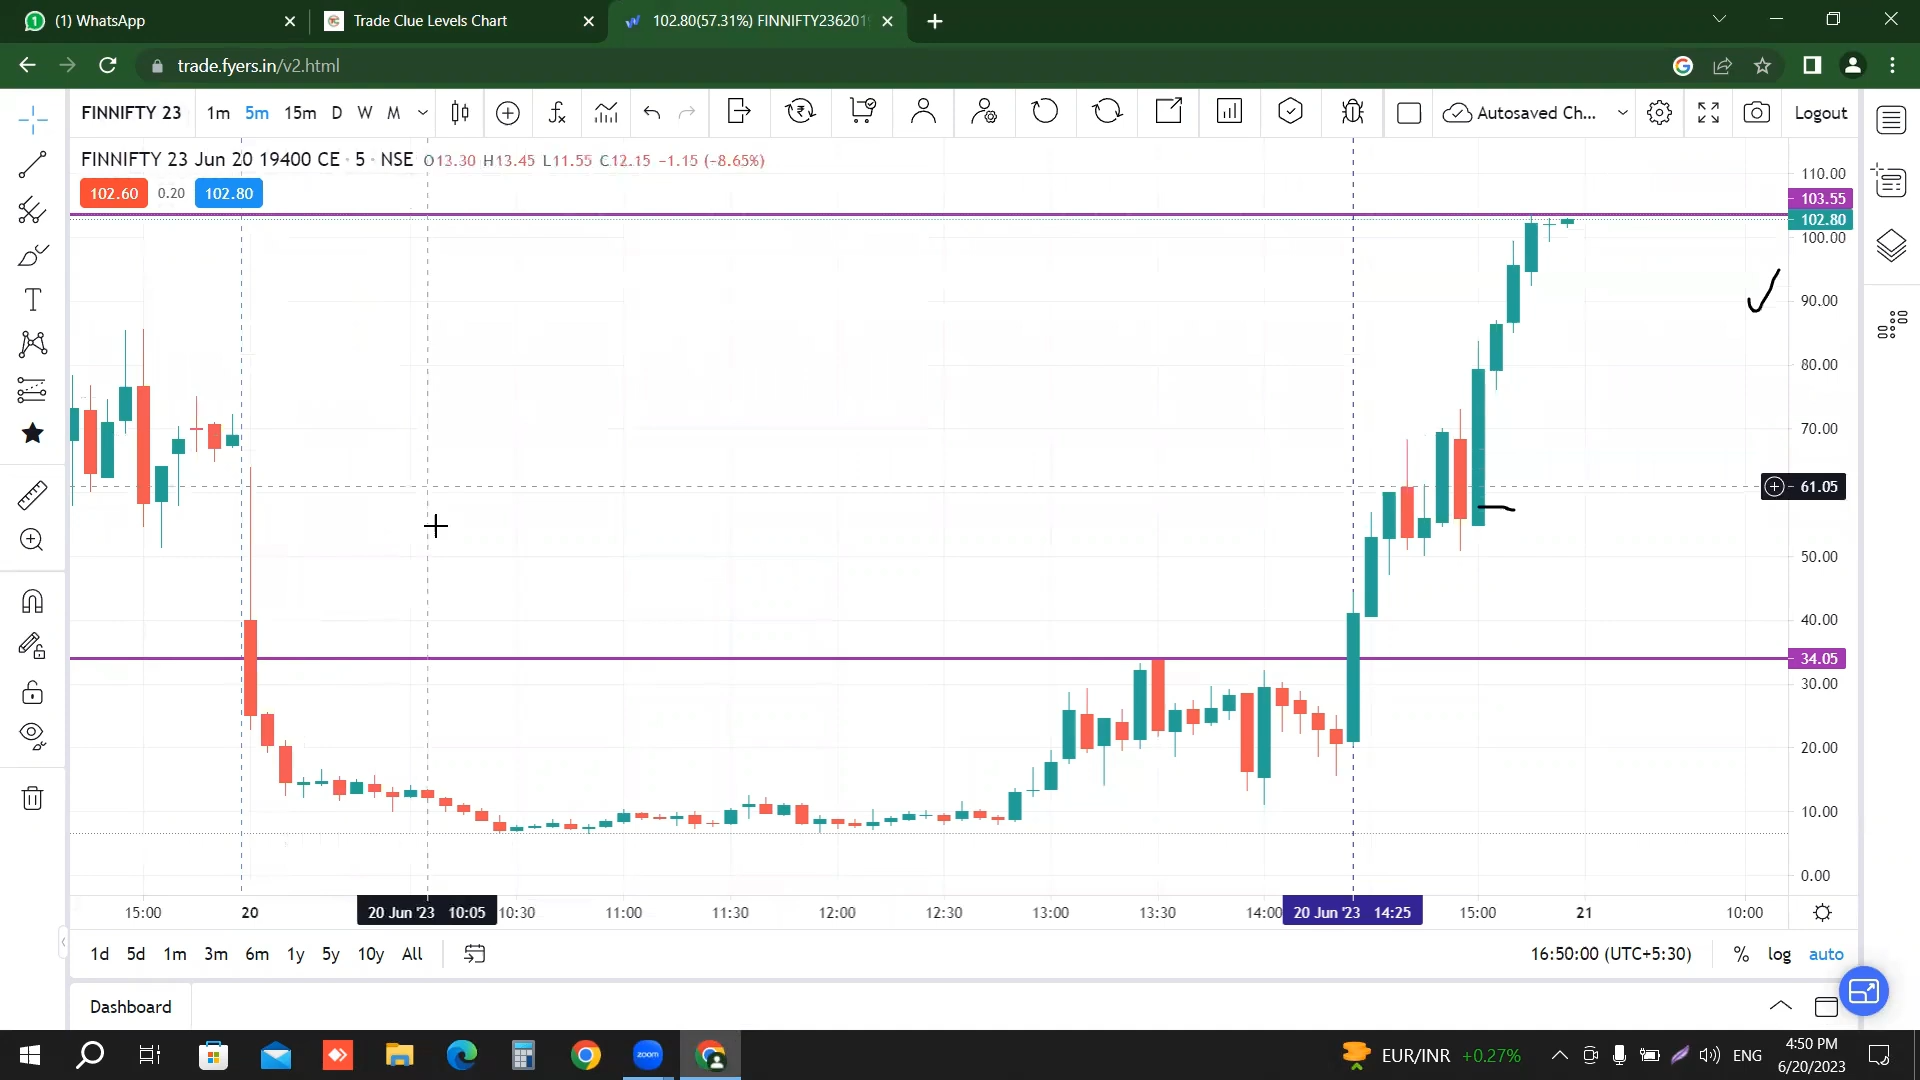 (1) WhatsApp
Trade Clue Levels Chart
102.80(57.31%) FINNIFTY236201
trade.fyers.in/v2.html
FINNIFTY 23 1m 5m 15m D W M Autosaved Ch... Logout
FINNIFTY 23 Jun 20 19400 CE · 5 · NSE O13.30 H13.45 L11.55 C12.15 -1.15 (-8.65%)
102.60 0.20 102.80
110.00
103.55
102.80
100.00
90.00
80.00
70.00
61.05
50.00
40.00
34.05
30.00
20.00
10.00
0.00
15:00 20 20 Jun '23 10:05 10:30 11:00 11:30 12:00 12:30 13:00 13:30 14:00 20 Jun '23 14:25 15:00 21 10:00
1d 5d 1m 3m 6m 1y 5y 10y All 16:50:00 (UTC+5:30) % log auto
Dashboard
zoom
EUR/INR +0.27% ENG 4:50 PM
6/20/2023